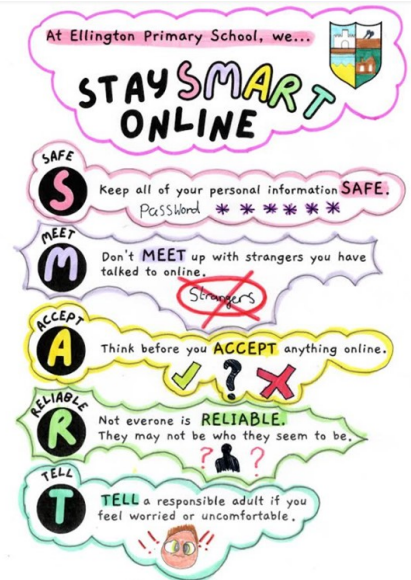 At Ellington Primary School, we...
STAY SMART
ONLINE
SAFE
S
Keep all of your personal information SAFE.
Password ******
MEET
M
Don't MEET up with strangers you have
talked to online.
Strangers
ACCEPT
A
Think before you ACCEPT anything online.
?
RELIABLE
R
Not everone is RELIABLE.
They may not be who they seem to be.
? ?
TELL
T
TELL a responsible adult if you
feel worried or uncomfortable.
!! !!